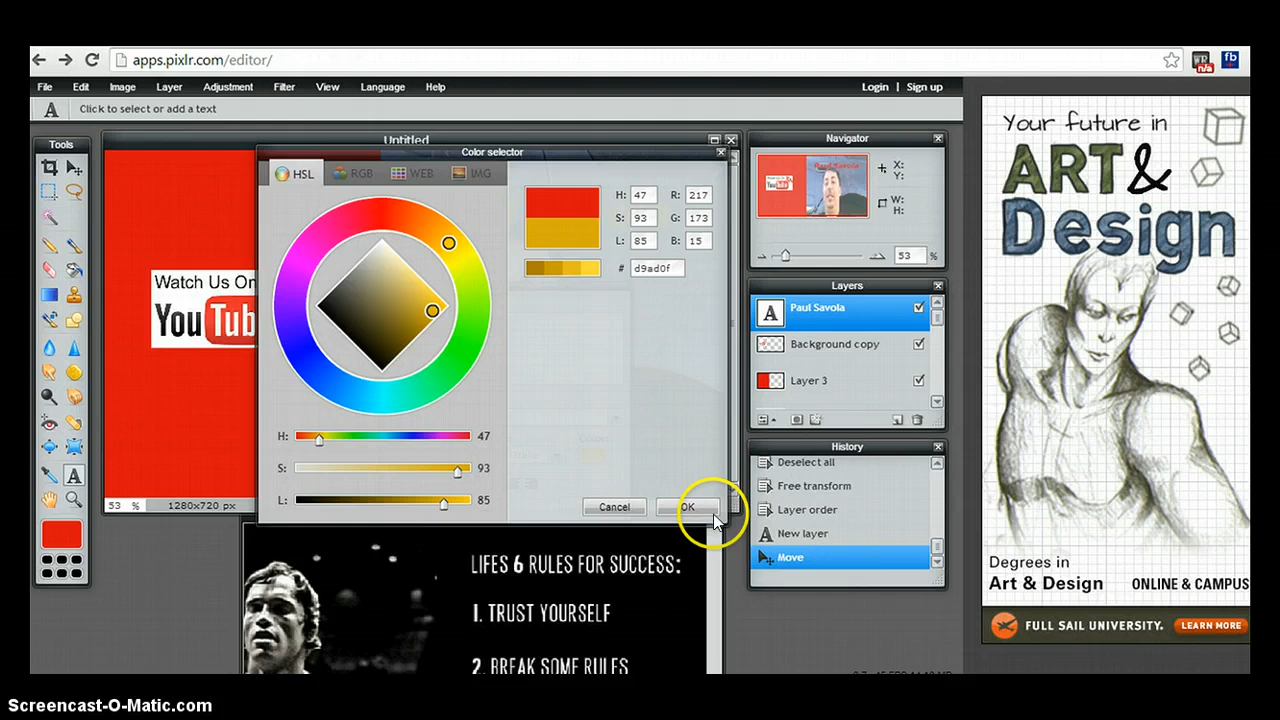 apps.pixlr.com/editor/
n/a
fb
File Edit Image Layer Adjustment Filter View Language Help Login | Sign up
A Click to select or add a text
Tools
Untitled
Color selector
HSL RGB WEB IMG
H: 47 R: 217
S: 93 G: 173
L: 85 B: 15
# d9ad0f
H: 47
S: 93
L: 85
Cancel OK
Watch Us On
YouTub
53 % 1280x720 px
Navigator
Paul Savola
X:
Y:
W:
H:
53 %
Layers
A Paul Savola
Background copy
Layer 3
History
Deselect all
Free transform
Layer order
A New layer
Move
LIFES 6 RULES FOR SUCCESS:
1. TRUST YOURSELF
2. BREAK SOME RULES
Your future in
ART &
Design
Degrees in
Art & Design ONLINE & CAMPUS
FULL SAIL UNIVERSITY. LEARN MORE
Screencast-O-Matic.com